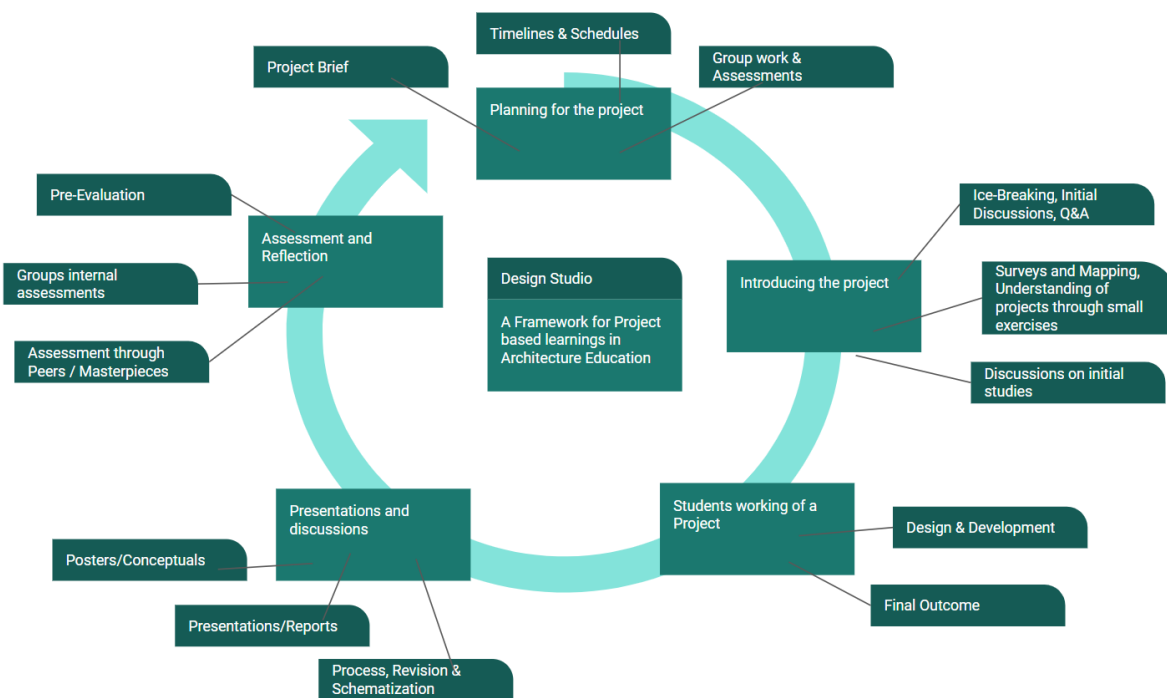 Timelines & Schedules
Project Brief
Group work &
Assessments
Planning for the project
Pre-Evaluation
Ice-Breaking, Initial
Discussions, Q&A
Assessment and
Reflection
Groups internal
assessments
Design Studio
A Framework for Project
based learnings in
Architecture Education
Introducing the project
Surveys and Mapping,
Understanding of
projects through small
exercises
Assessment through
Peers / Masterpieces
Discussions on initial
studies
Presentations and
discussions
Students working of a
Project
Design & Development
Posters/Conceptuals
Final Outcome
Presentations/Reports
Process, Revision &
Schematization